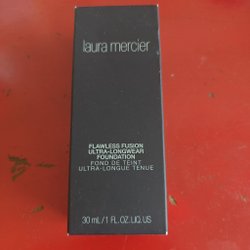 laura mercier
FLAWLESS FUSION
ULTRA-LONGWEAR
FOUNDATION
FOND DE TEINT
ULTRA-LONGUE TENUE
30 mL/1 FL.OZ.LIQ.US